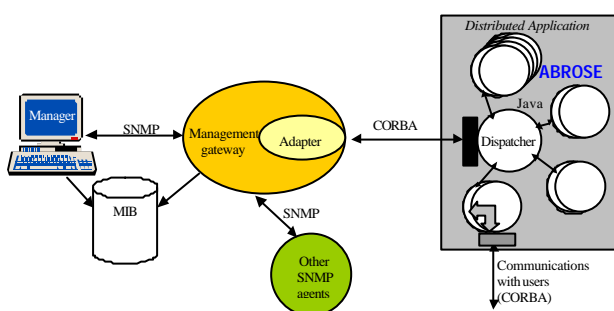 Distributed Application
ABROSE
Manager
SNMP
Management
gateway
Adapter
CORBA
Java
Dispatcher
MIB
SNMP
Other
SNMP
agents
Communications
with users
(CORBA)